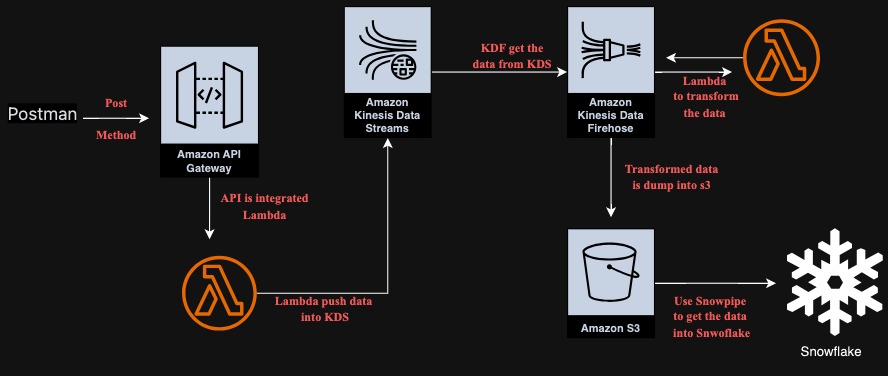 Postman
Post
Method
Amazon API
Gateway
API is integrated
Lambda
Lambda push data
into KDS
Amazon
Kinesis Data
Streams
KDF get the
data from KDS
Amazon
Kinesis Data
Firehose
Lambda
to transform
the data
Transformed data
is dump into s3
Amazon S3
Use Snowpipe
to get the data
into Snwoflake
Snowflake